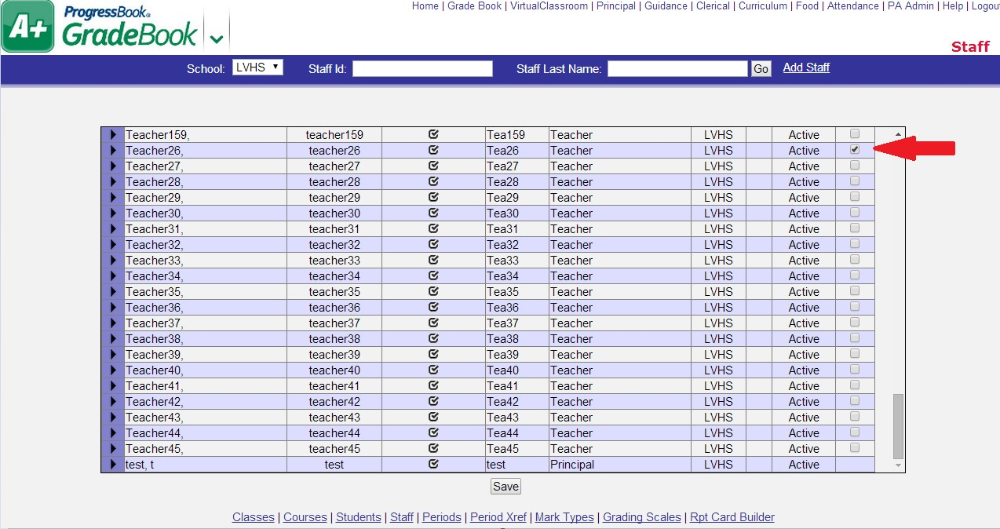 Home | Grade Book | VirtualClassroom | Principal | Guidance | Clerical | Curriculum | Food | Attendance | PA Admin | Help | Logou
A+ ProgressBook®
GradeBook
Staff
School: LVHS Staff Id: Staff Last Name: Go Add Staff
Teacher159, teacher159 Tea159 Teacher LVHS Active
Teacher26, teacher26 Tea26 Teacher LVHS Active
Teacher27, teacher27 Tea27 Teacher LVHS Active
Teacher28, teacher28 Tea28 Teacher LVHS Active
Teacher29, teacher29 Tea29 Teacher LVHS Active
Teacher30, teacher30 Tea30 Teacher LVHS Active
Teacher31, teacher31 Tea31 Teacher LVHS Active
Teacher32, teacher32 Tea32 Teacher LVHS Active
Teacher33, teacher33 Tea33 Teacher LVHS Active
Teacher34, teacher34 Tea34 Teacher LVHS Active
Teacher35, teacher35 Tea35 Teacher LVHS Active
Teacher36, teacher36 Tea36 Teacher LVHS Active
Teacher37, teacher37 Tea37 Teacher LVHS Active
Teacher38, teacher38 Tea38 Teacher LVHS Active
Teacher39, teacher39 Tea39 Teacher LVHS Active
Teacher40, teacher40 Tea40 Teacher LVHS Active
Teacher41, teacher41 Tea41 Teacher LVHS Active
Teacher42, teacher42 Tea42 Teacher LVHS Active
Teacher43, teacher43 Tea43 Teacher LVHS Active
Teacher44, teacher44 Tea44 Teacher LVHS Active
Teacher45, teacher45 Tea45 Teacher LVHS Active
test, t test test Principal LVHS Active
Save
Classes | Courses | Students | Staff | Periods | Period Xref | Mark Types | Grading Scales | Rpt Card Builder